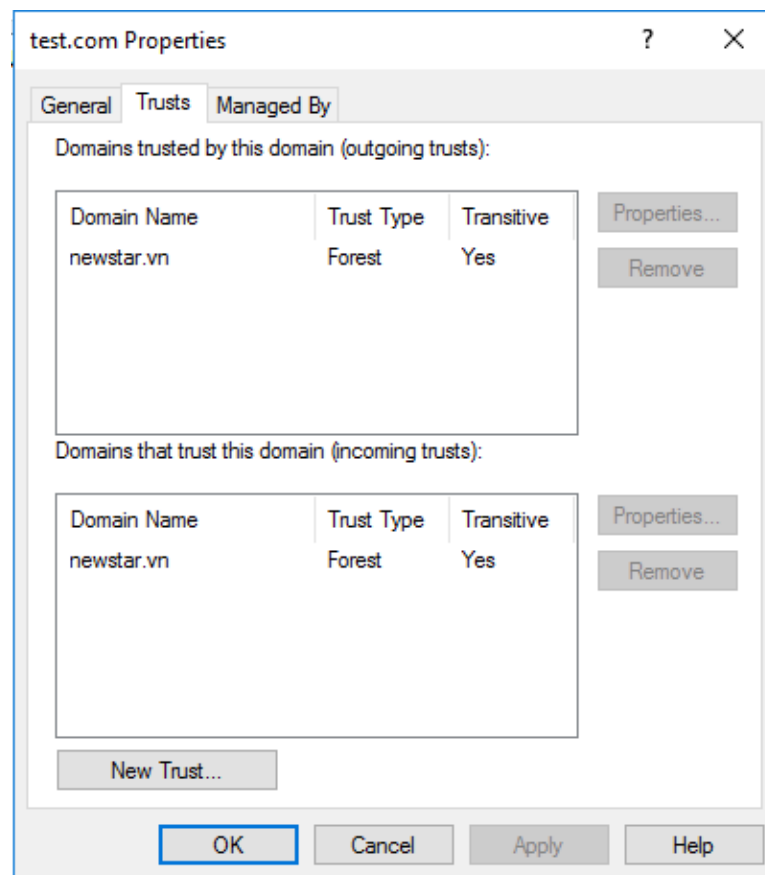 test.com Properties
? X
General Trusts Managed By
Domains trusted by this domain (outgoing trusts):
Domain Name Trust Type Transitive Properties...
newstar.vn Forest Yes Remove
Domains that trust this domain (incoming trusts):
Domain Name Trust Type Transitive Properties...
newstar.vn Forest Yes Remove
New Trust...
OK Cancel Apply Help